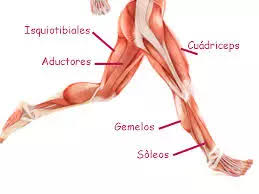 Isquiotibiales
Cuádriceps
Aductores
Gemelos
Sóleos